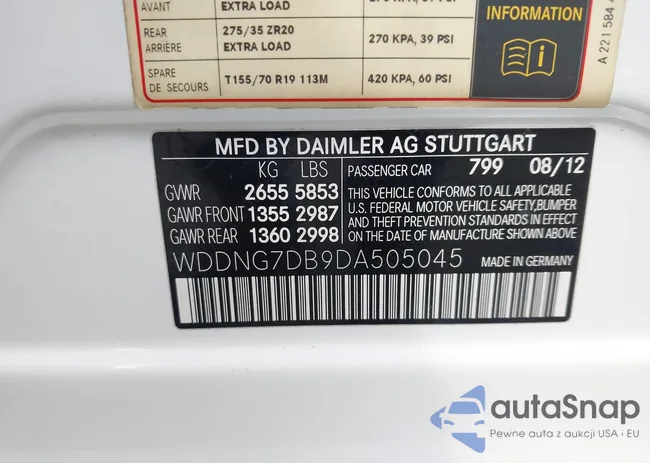 EXTRA LOAD
REAR
ARRIÈRE
275/35 ZR20
EXTRA LOAD
270 KPA, 39 PSI
SPARE
DE SECOURS
T155/70 R19 113M
420 KPA, 60 PSI
INFORMATION
A 221 584
MFD BY DAIMLER AG STUTTGART
KG LBS
GVWR 2655 5853
GAWR FRONT 1355 2987
GAWR REAR 1360 2998
PASSENGER CAR 799 08/12
THIS VEHICLE CONFORMS TO ALL APPLICABLE
U.S. FEDERAL MOTOR VEHICLE SAFETY,BUMPER
AND THEFT PREVENTION STANDARDS IN EFFECT
ON THE DATE OF MANUFACTURE SHOWN ABOVE.
WDDNG7DB9DA505045 MADE IN GERMANY
autaSnap
Pewne auta z aukcji USA i EU